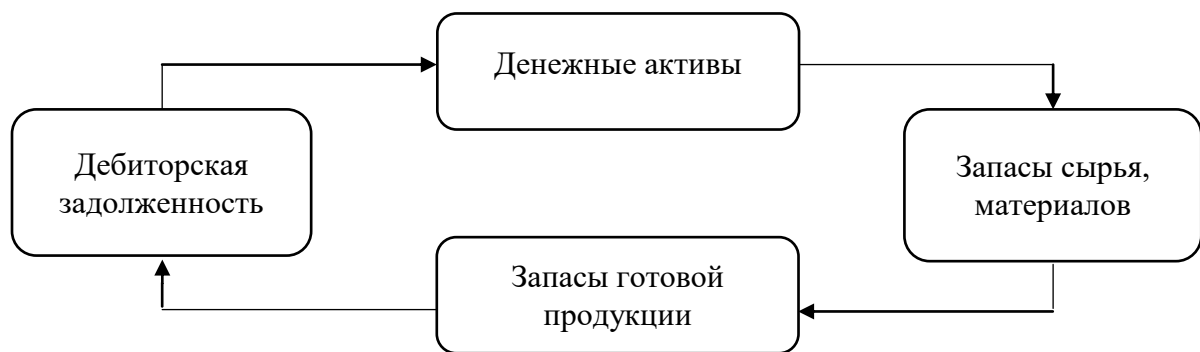 Денежные активы
Дебиторская
задолженность
Запасы сырья,
материалов
Запасы готовой
продукции